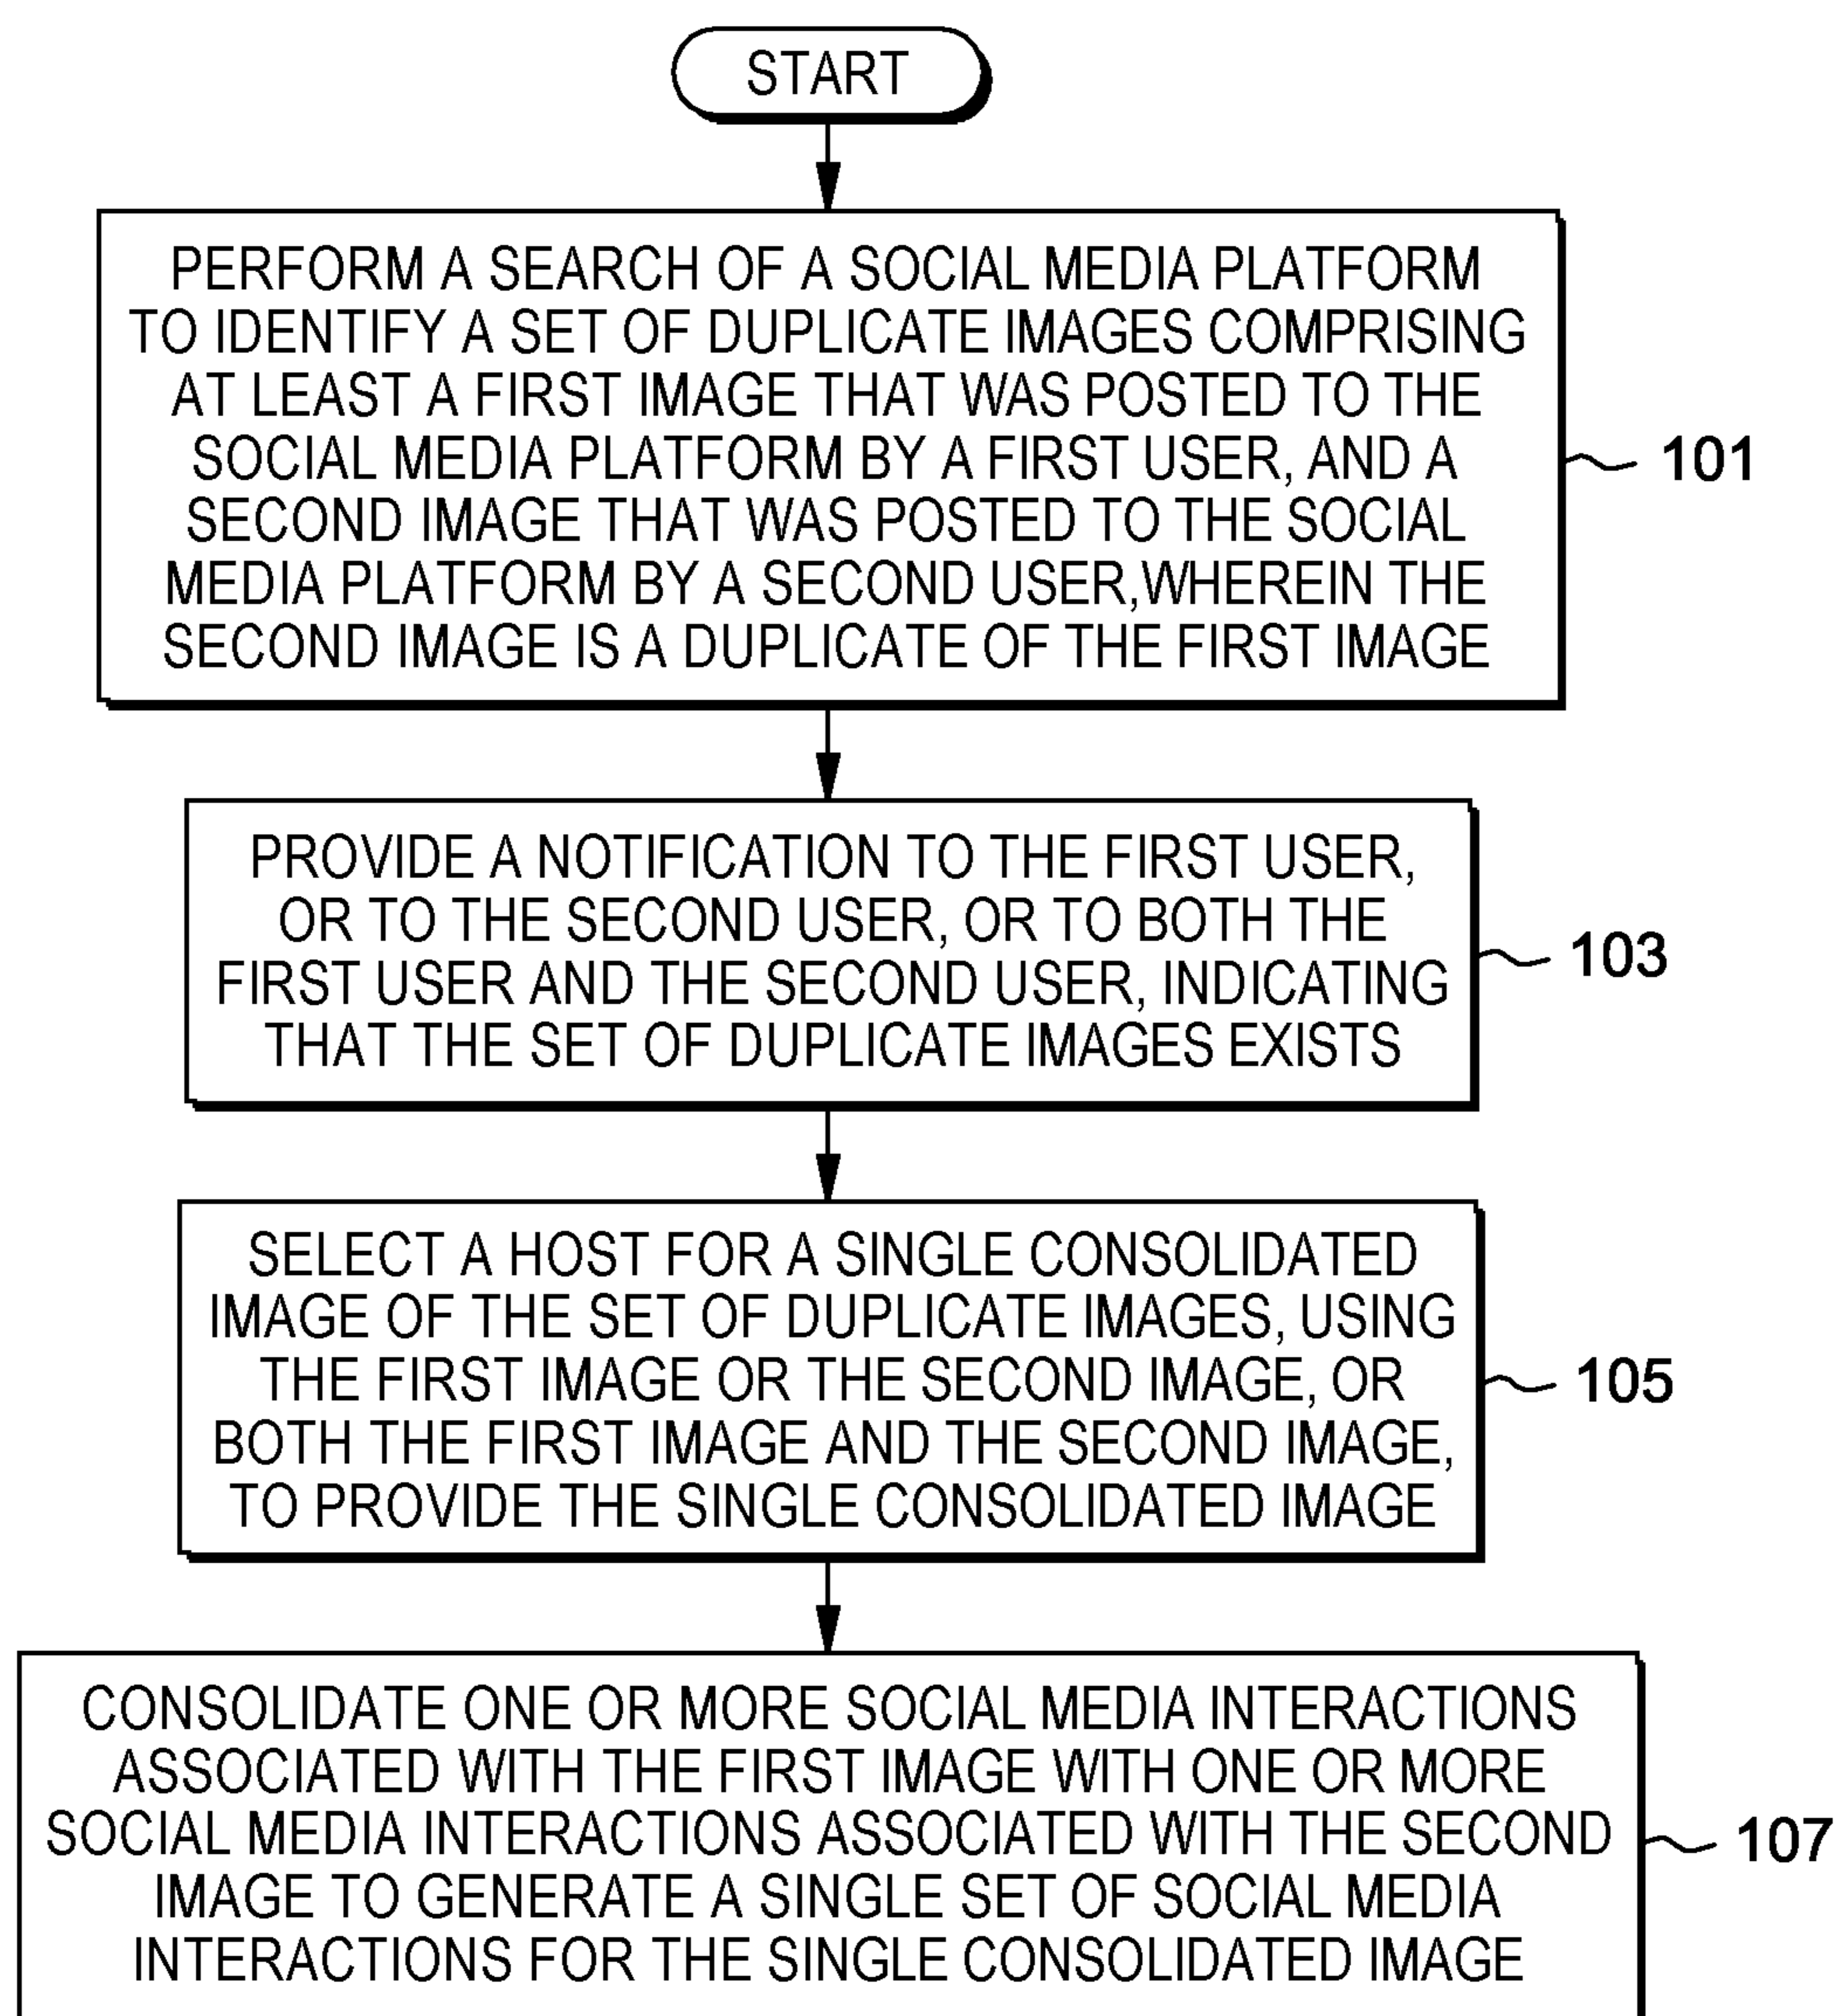 START
PERFORM A SEARCH OF A SOCIAL MEDIA PLATFORM
TO IDENTIFY A SET OF DUPLICATE IMAGES COMPRISING
AT LEAST A FIRST IMAGE THAT WAS POSTED TO THE
SOCIAL MEDIA PLATFORM BY A FIRST USER, AND A
SECOND IMAGE THAT WAS POSTED TO THE SOCIAL
MEDIA PLATFORM BY A SECOND USER,WHEREIN THE
SECOND IMAGE IS A DUPLICATE OF THE FIRST IMAGE
101
PROVIDE A NOTIFICATION TO THE FIRST USER,
OR TO THE SECOND USER, OR TO BOTH THE
FIRST USER AND THE SECOND USER, INDICATING
THAT THE SET OF DUPLICATE IMAGES EXISTS
103
SELECT A HOST FOR A SINGLE CONSOLIDATED
IMAGE OF THE SET OF DUPLICATE IMAGES, USING
THE FIRST IMAGE OR THE SECOND IMAGE, OR
BOTH THE FIRST IMAGE AND THE SECOND IMAGE,
TO PROVIDE THE SINGLE CONSOLIDATED IMAGE
105
CONSOLIDATE ONE OR MORE SOCIAL MEDIA INTERACTIONS
ASSOCIATED WITH THE FIRST IMAGE WITH ONE OR MORE
SOCIAL MEDIA INTERACTIONS ASSOCIATED WITH THE SECOND
IMAGE TO GENERATE A SINGLE SET OF SOCIAL MEDIA
INTERACTIONS FOR THE SINGLE CONSOLIDATED IMAGE
107